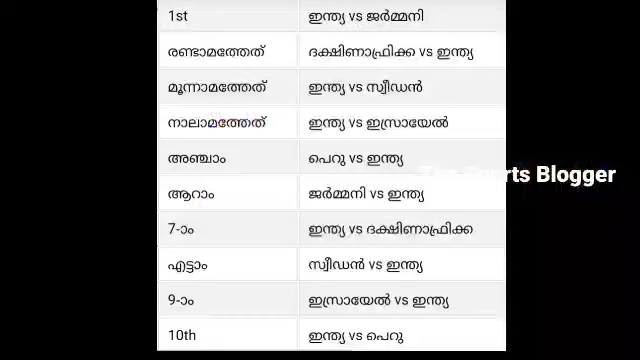 1st ഇന്ത്യ vs ജർമ്മനി
രണ്ടാമത്തേത് ദക്ഷിണാഫ്രിക്ക vs ഇന്ത്യ
മൂന്നാമത്തേത് ഇന്ത്യ vs സ്വീഡൻ
നാലാമത്തേത് ഇന്ത്യ vs ഇസ്രായേൽ
അഞ്ചാം പെറു vs ഇന്ത്യ
Blogger
ആറാം ജർമ്മനി vs ഇന്ത്യ
7-ാം ഇന്ത്യ vs ദക്ഷിണാഫ്രിക്ക
എട്ടാം സ്വീഡൻ vs ഇന്ത്യ
9-ാം ഇസ്രായേൽ vs ഇന്ത്യ
10th ഇന്ത്യ vs പെറു